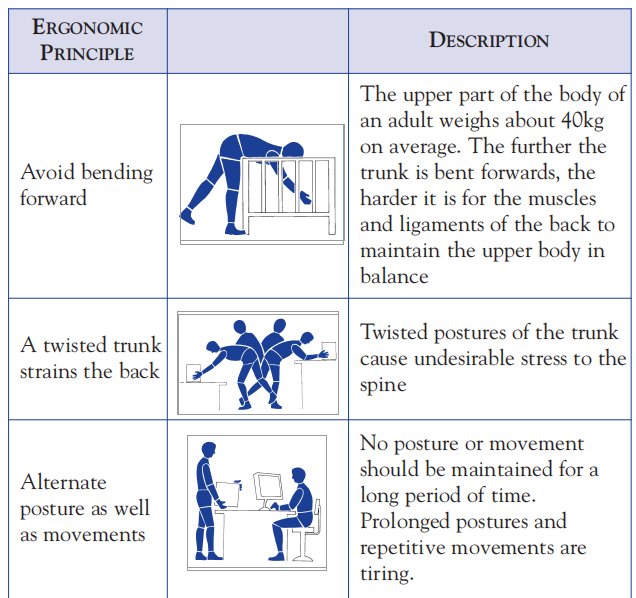 ERGONOMIC
PRINCIPLE
DESCRIPTION
Avoid bending
forward
The upper part of the body of
an adult weighs about 40kg
on average. The further the
trunk is bent forwards, the
harder it is for the muscles
and ligaments of the back to
maintain the upper body in
balance
A twisted trunk
strains the back
Twisted postures of the trunk
cause undesirable stress to the
spine
Alternate
posture as well
as movements
No posture or movement
should be maintained for a
long period of time.
Prolonged postures and
repetitive movements are
tiring.